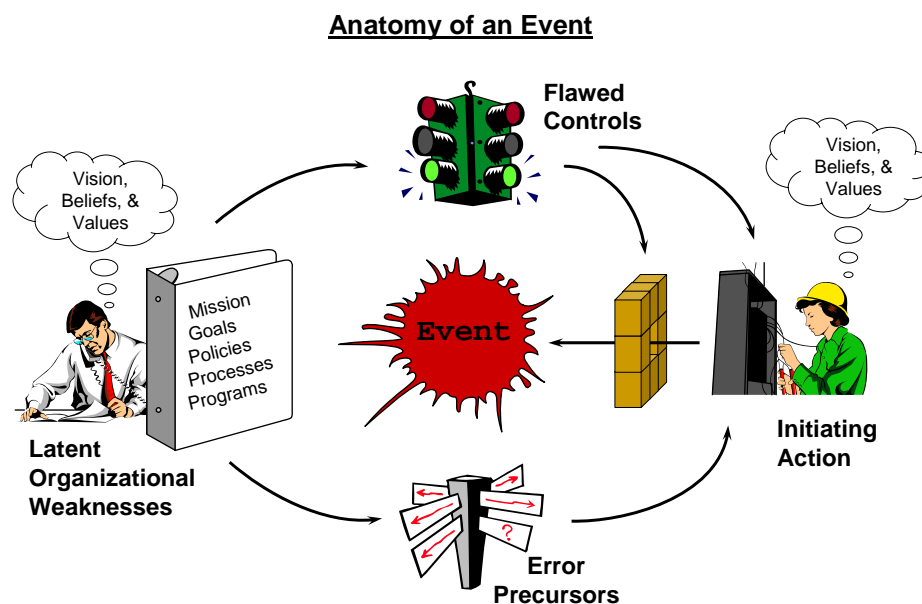 Anatomy of an Event
Flawed
Controls
Vision,
Beliefs, &
Values
Vision,
Beliefs, &
Values
Mission
Goals
Policies
Processes
Programs
Event
Latent
Organizational
Weaknesses
Initiating
Action
?
Error
Precursors